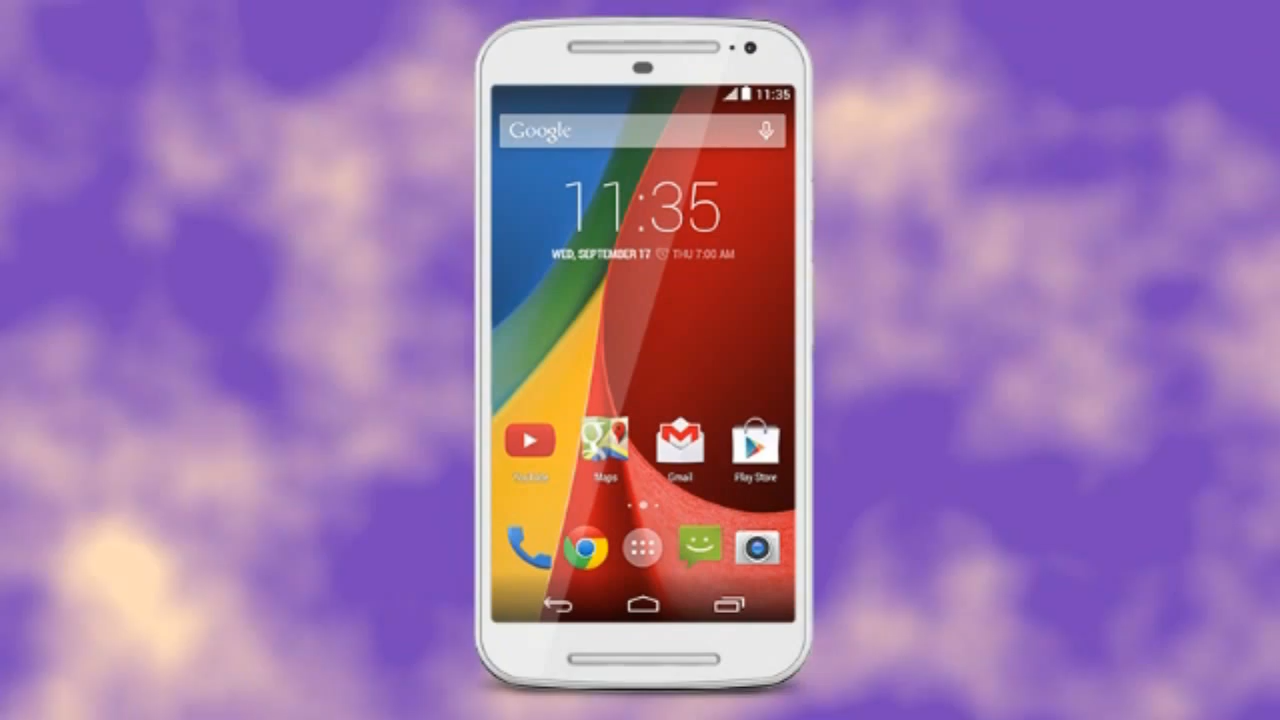 11:35
Google
11:35
WED, SEPTEMBER 17 THU 7:00 AM
YouTube Maps Gmail Play Store